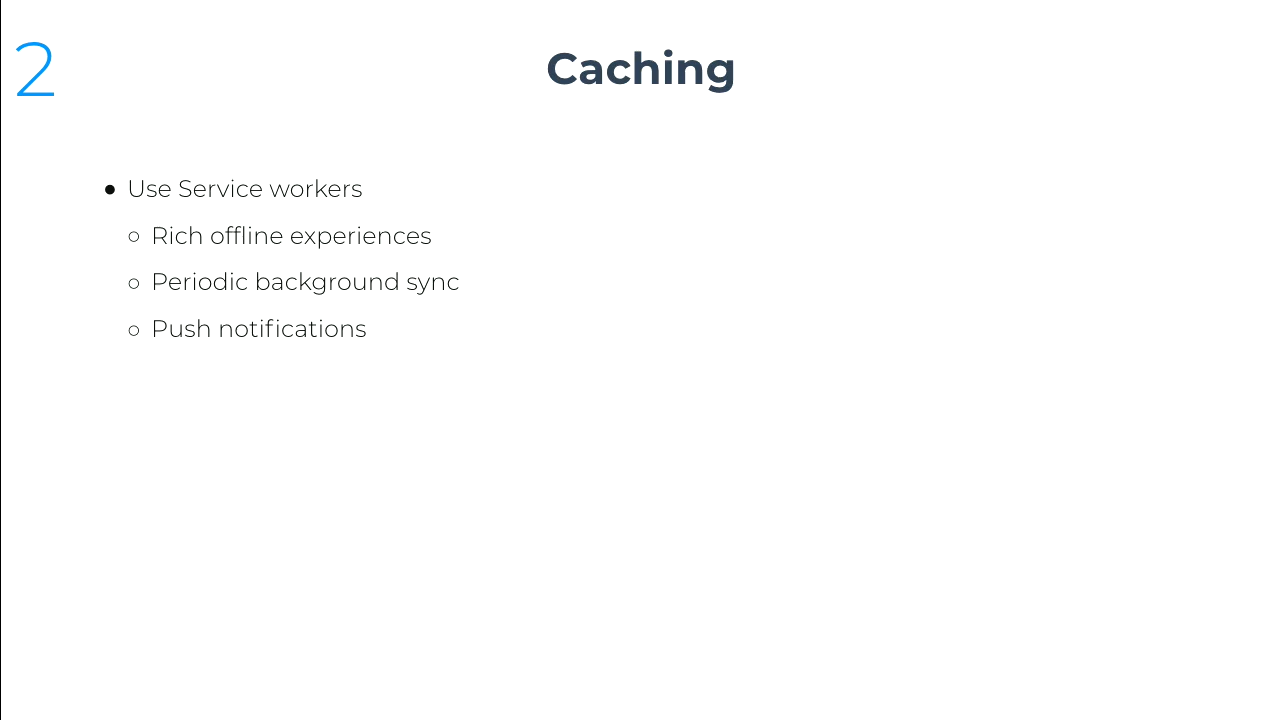 2
Caching
● Use Service workers
○ Rich offline experiences
○ Periodic background sync
○ Push notifications